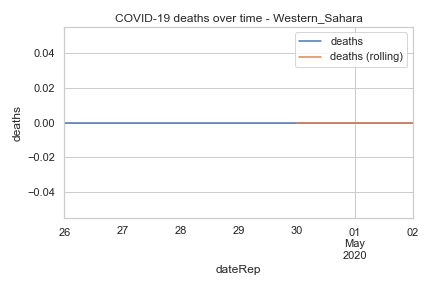 COVID-19 deaths over time - Western_Sahara
deaths
deaths (rolling)
0.04
0.02
0.00
−0.02
−0.04
deaths
26
27
28
29
30
01
May
2020
02
dateRep